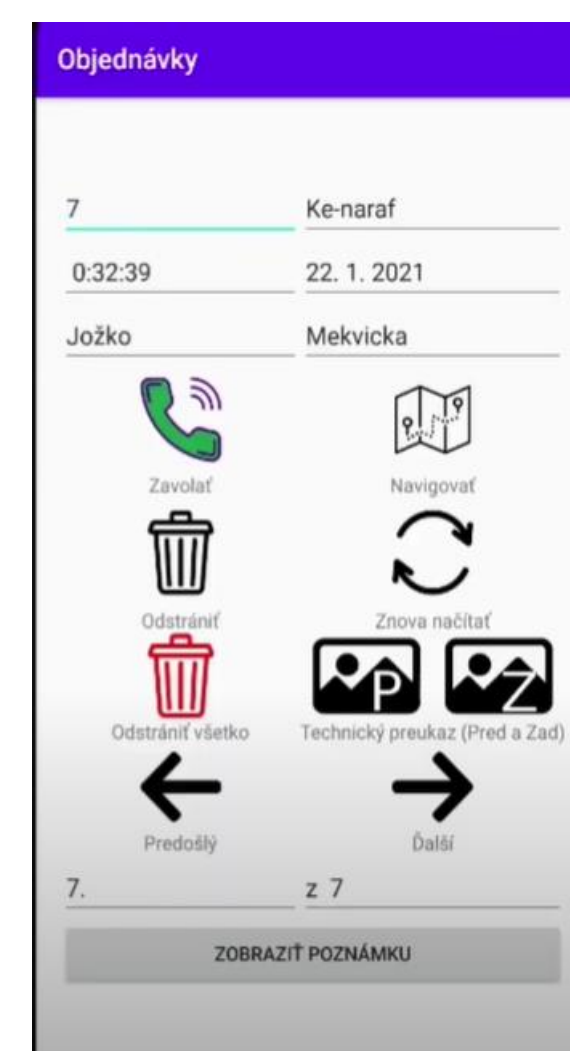 Objednávky
7 Ke-naraf
0:32:39 22. 1. 2021
Jožko Mekvicka
Zavolať Navigovať
Odstrániť Znova načítať
P Z
Odstrániť všetko Technický preukaz (Pred a Zad)
Predošlý Ďalší
7. z 7
ZOBRAZIŤ POZNÁMKU